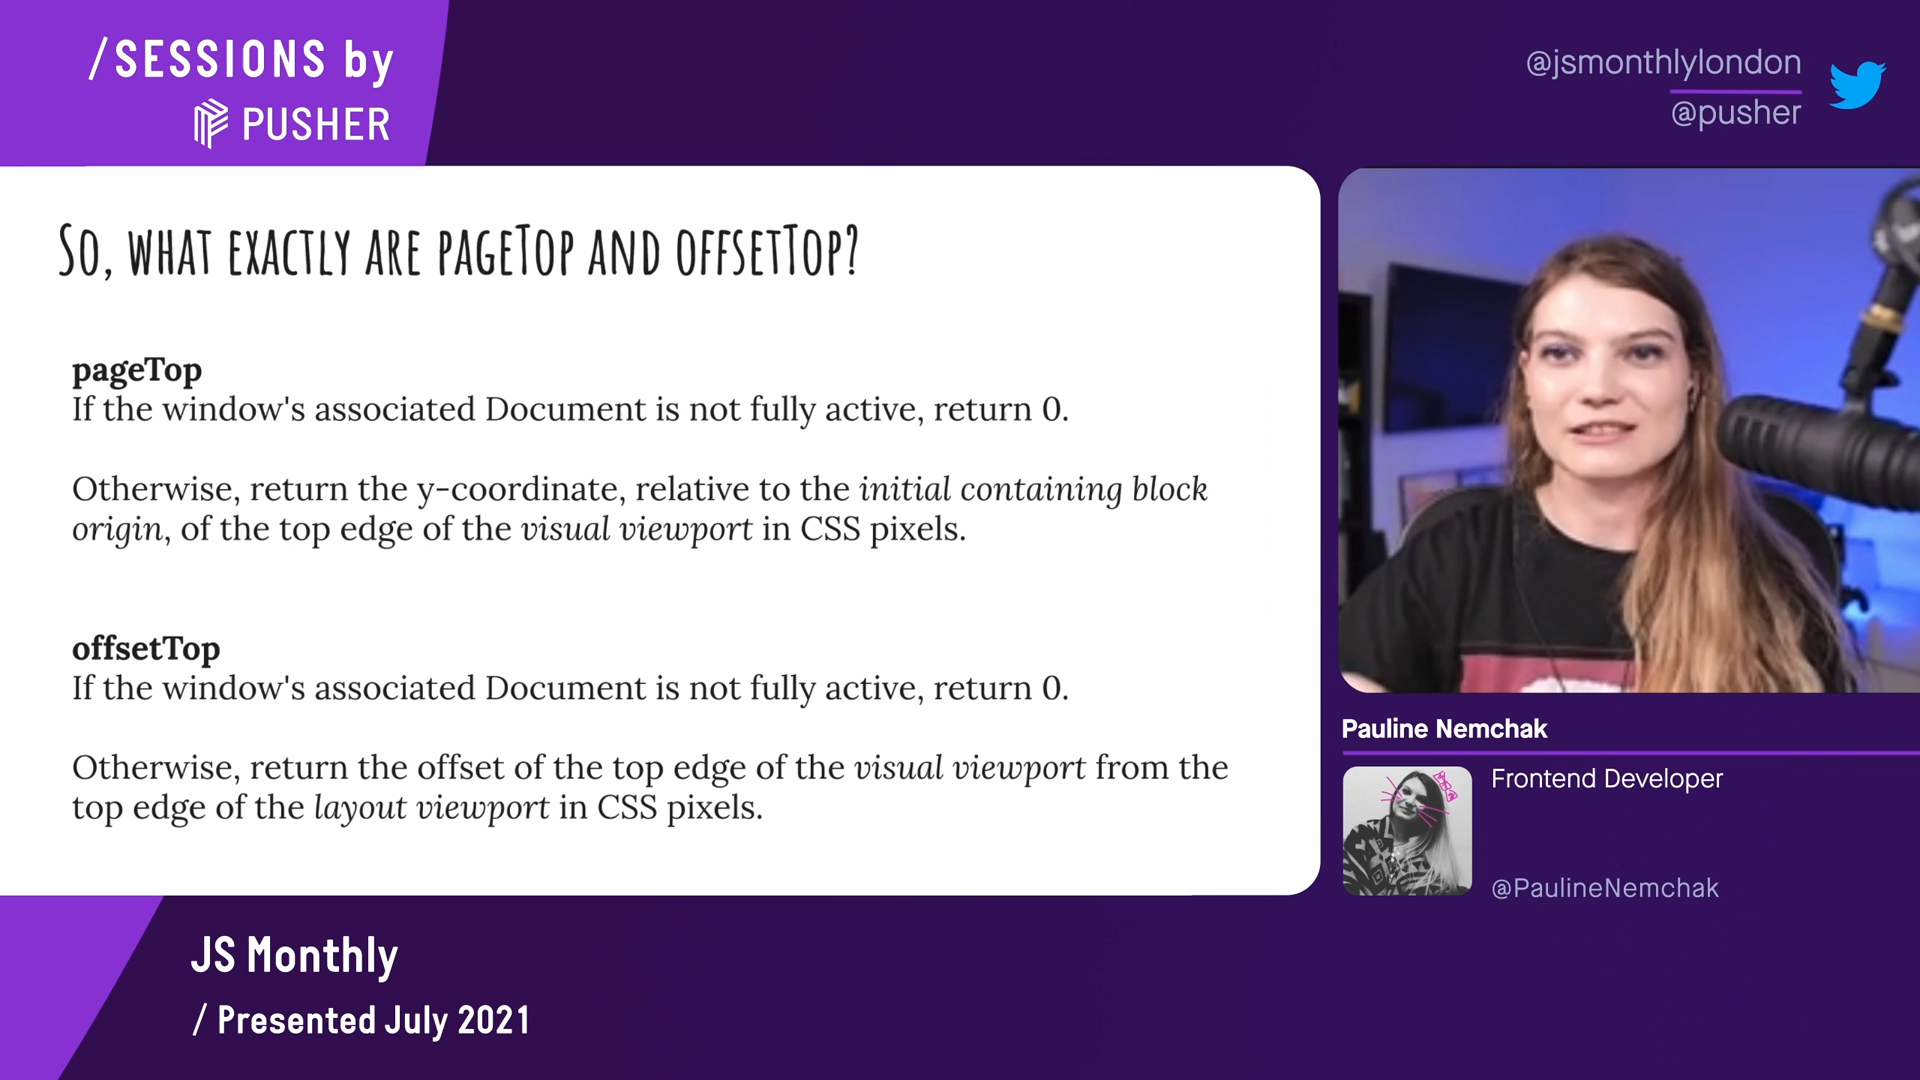 /SESSIONS by
PUSHER
@jsmonthlylondon
@pusher
So, what exactly are pageTop and offsetTop?
pageTop
If the window's associated Document is not fully active, return 0.
Otherwise, return the y-coordinate, relative to the initial containing block
origin, of the top edge of the visual viewport in CSS pixels.
offsetTop
If the window's associated Document is not fully active, return 0.
Otherwise, return the offset of the top edge of the visual viewport from the
top edge of the layout viewport in CSS pixels.
Pauline Nemchak
Frontend Developer
@PaulineNemchak
JS Monthly
/ Presented July 2021